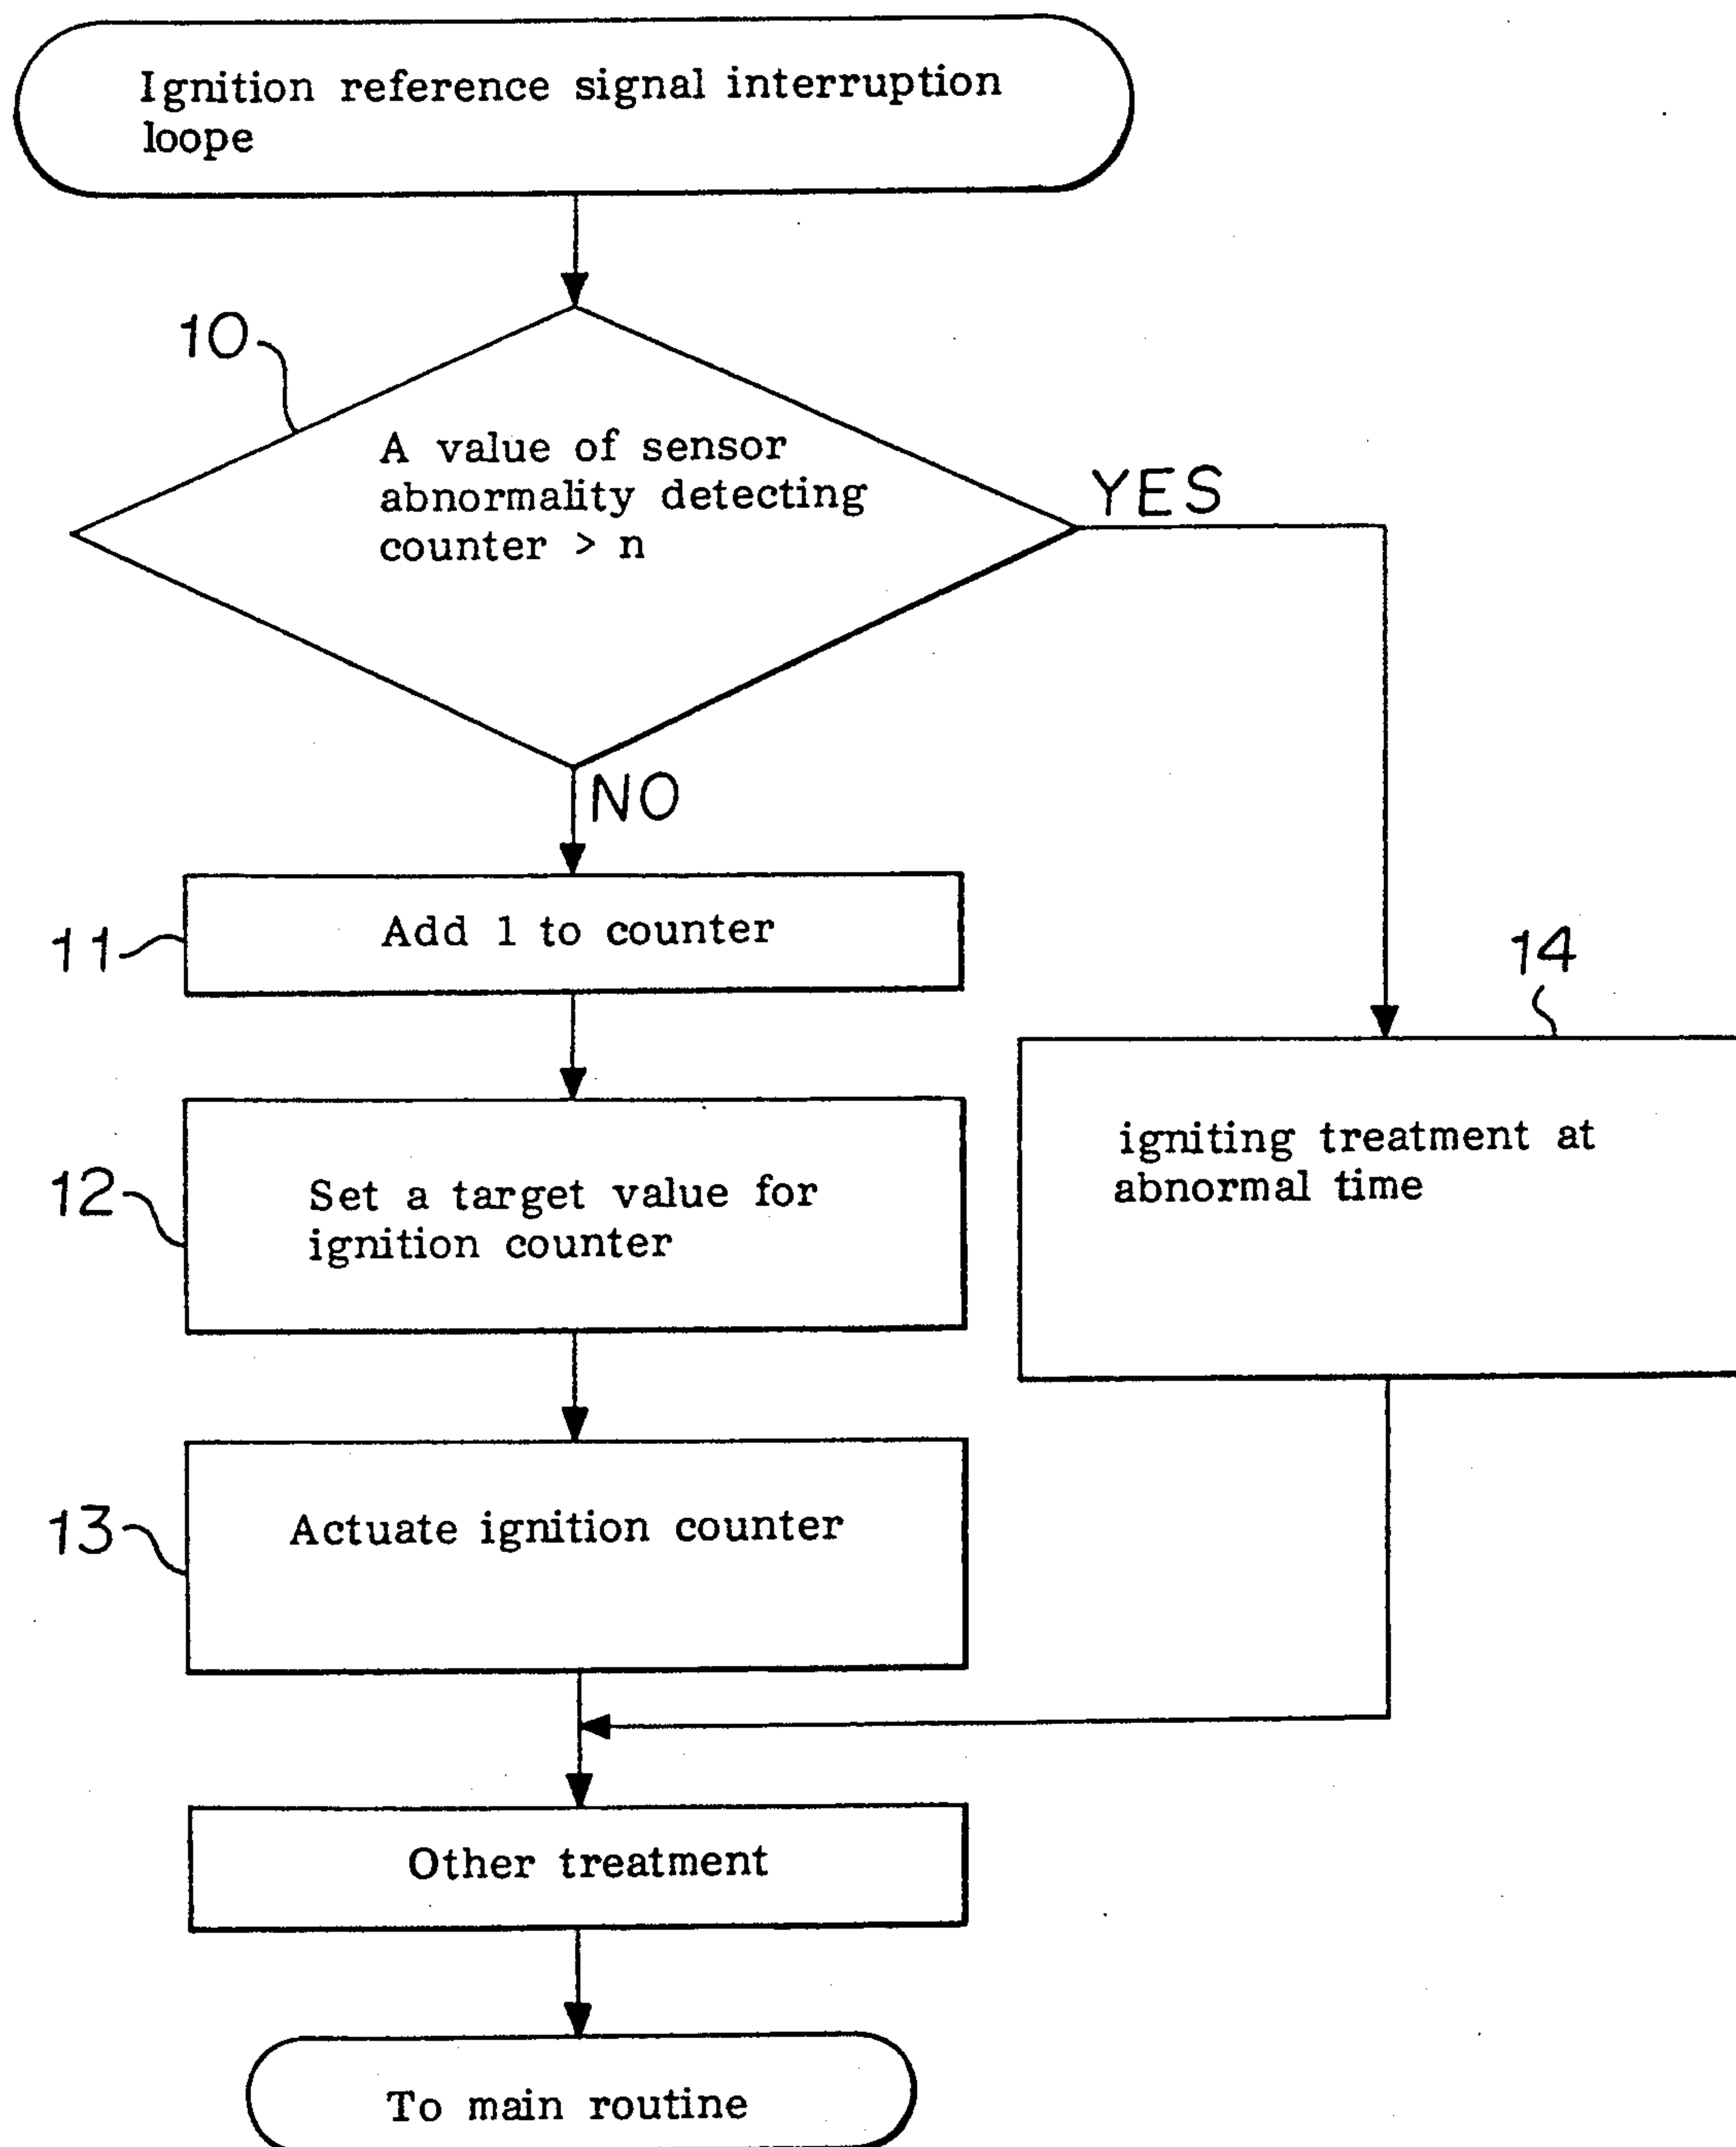 Ignition reference signal interruption
loope
10
A value of sensor
abnormality detecting
counter > n
YES
NO
11
Add 1 to counter
14
12
Set a target value for
ignition counter
igniting treatment at
abnormal time
13
Actuate ignition counter
Other treatment
To main routine